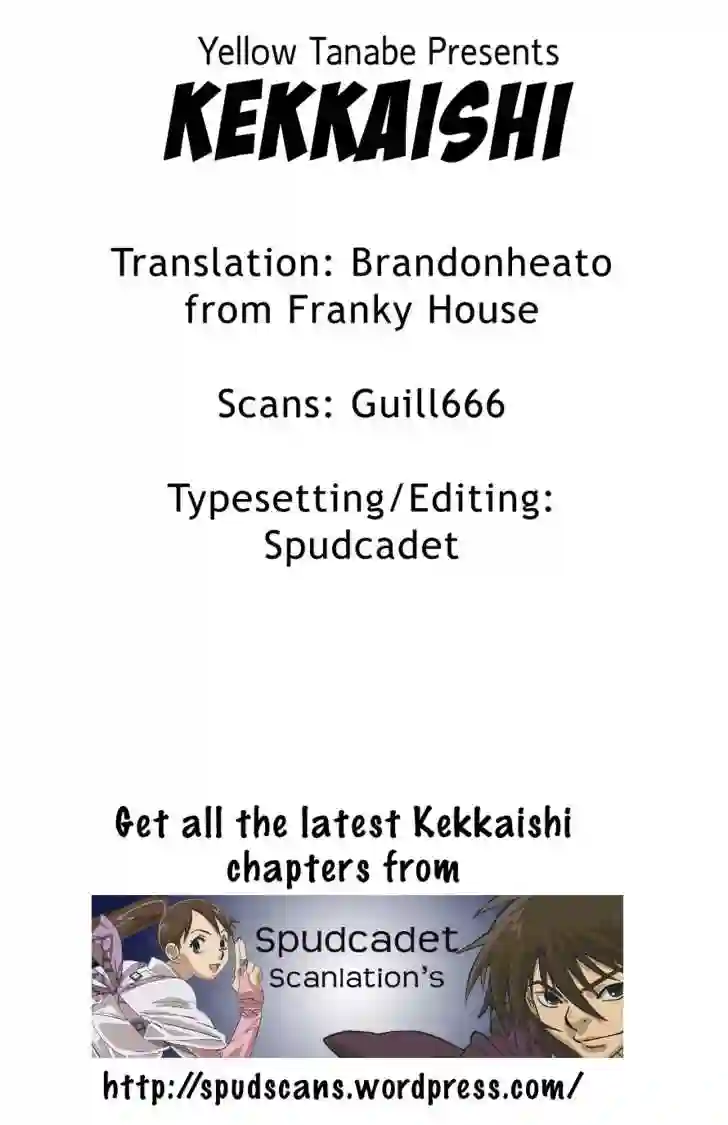 Yellow Tanabe Presents
KEKKAISHI
Translation: Brandonheato
from Franky House
Scans: Guill666
Typesetting/Editing:
Spudcadet
Get all the latest Kekkaishi
chapters from
Spudcadet
Scanlation's
http://spudscans.wordpress.com/